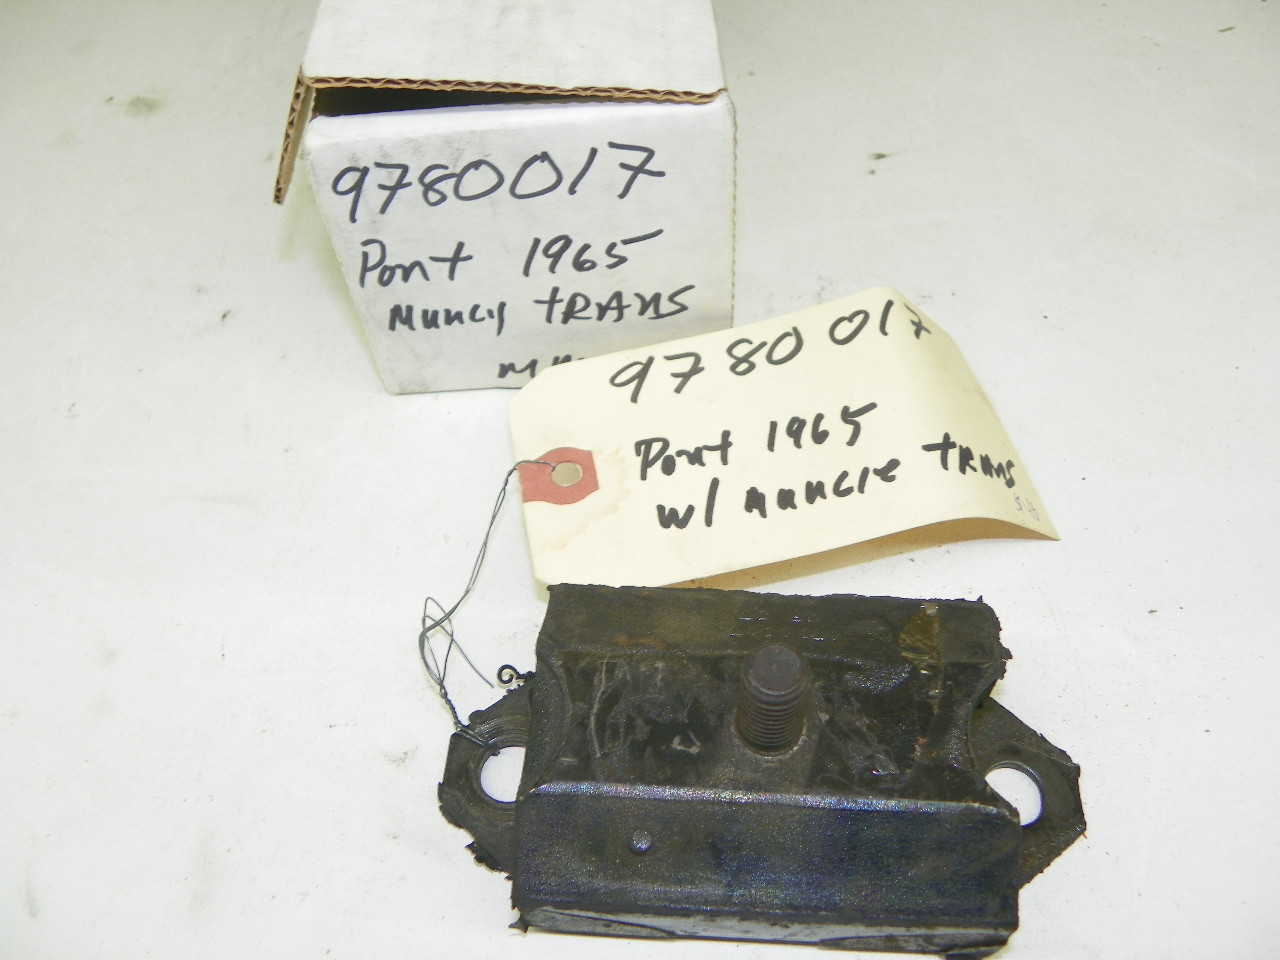 9780017
Pont 1965
Muncy TRANS
9780017
Pont 1965
w/ Muncie TRANS